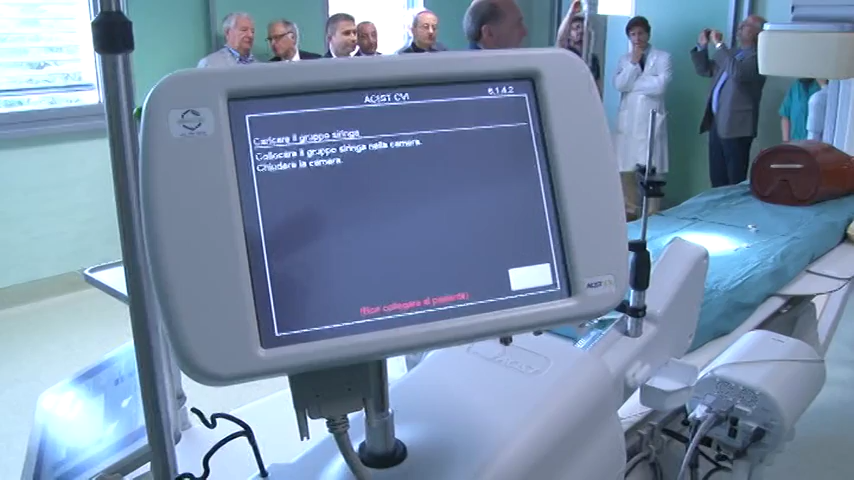 ACIST CVi
6.1.4.2
Caricare il gruppo siringa
Collocare il gruppo siringa nella camera.
Chiudere la camera.
(Non collegare al paziente)
ACIST CVi
ACIST